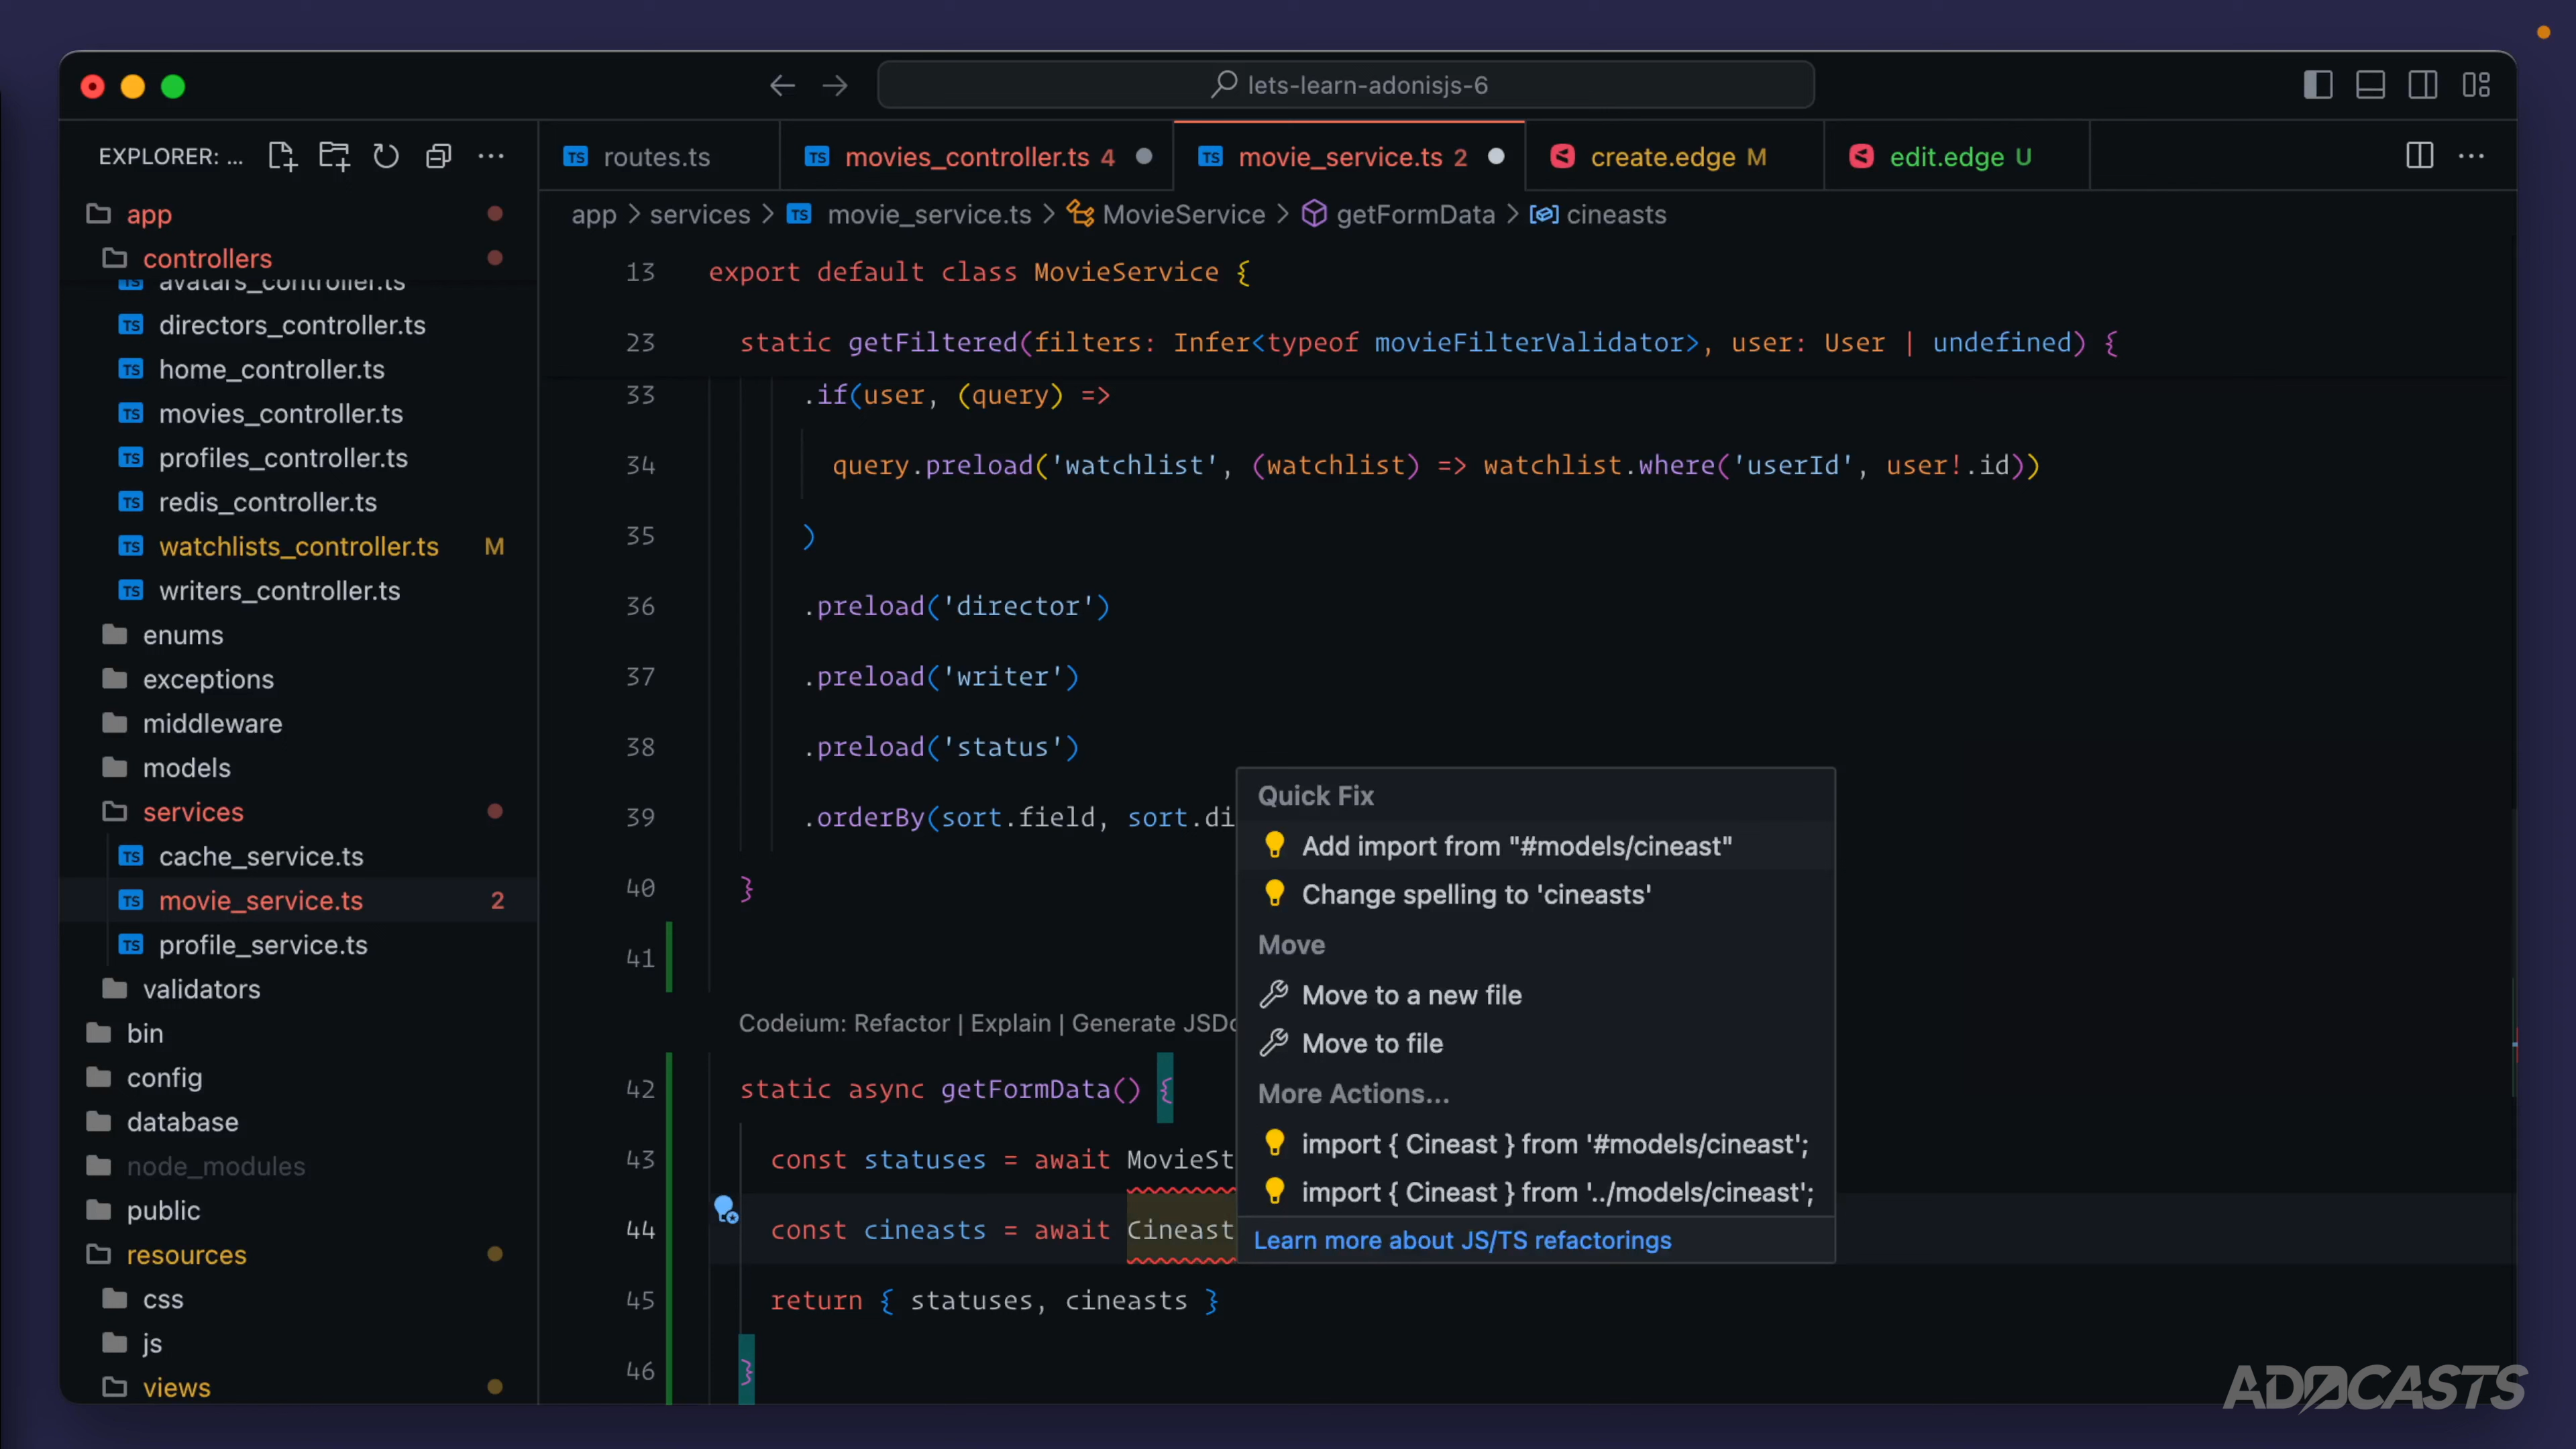 lets-learn-adonisjs-6
EXPLORER: ...
routes.ts
movies_controller.ts 4
movie_service.ts 2
create.edge M
edit.edge U
app > services > movie_service.ts > MovieService > getFormData > cineasts
app
controllers
avatars_controller.ts
directors_controller.ts
home_controller.ts
movies_controller.ts
profiles_controller.ts
redis_controller.ts
watchlists_controller.ts M
writers_controller.ts
enums
exceptions
middleware
models
services
cache_service.ts
movie_service.ts 2
profile_service.ts
validators
bin
config
database
node_modules
public
resources
css
js
views
13 export default class MovieService {
23 static getFiltered(filters: Infer<typeof movieFilterValidator>, user: User | undefined) {
33 .if(user, (query) =>
34 query.preload('watchlist', (watchlist) => watchlist.where('userId', user!.id))
35 )
36 .preload('director')
37 .preload('writer')
38 .preload('status')
39 .orderBy(sort.field, sort.di
40 }
41
Codeium: Refactor | Explain | Generate JSDo
42 static async getFormData() {
43 const statuses = await MovieSt
44 const cineasts = await Cineast
45 return { statuses, cineasts }
46 }
Quick Fix
Add import from "#models/cineast"
Change spelling to 'cineasts'
Move
Move to a new file
Move to file
More Actions...
import { Cineast } from '#models/cineast';
import { Cineast } from '../models/cineast';
Learn more about JS/TS refactorings
ADOCASTS